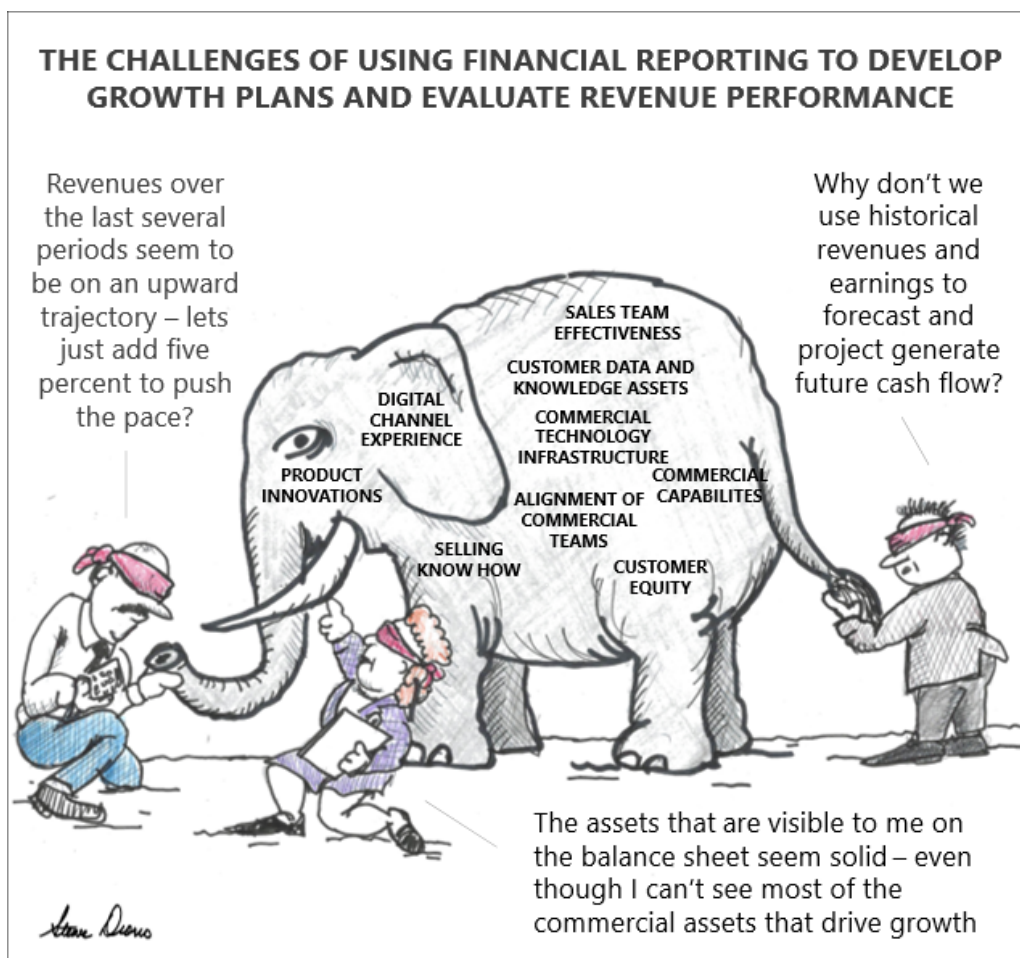 THE CHALLENGES OF USING FINANCIAL REPORTING TO DEVELOP
GROWTH PLANS AND EVALUATE REVENUE PERFORMANCE
Revenues over
the last several
periods seem to
be on an upward
trajectory – lets
just add five
percent to push
the pace?
Why don't we
use historical
revenues and
earnings to
forecast and
project generate
future cash flow?
SALES TEAM
EFFECTIVENESS
CUSTOMER DATA AND
KNOWLEDGE ASSETS
DIGITAL
CHANNEL
EXPERIENCE
COMMERCIAL
TECHNOLOGY
INFRASTRUCTURE
PRODUCT
INNOVATIONS
COMMERCIAL
CAPABILITES
ALIGNMENT OF
COMMERCIAL
TEAMS
SELLING
KNOW HOW
CUSTOMER
EQUITY
The assets that are visible to me on
the balance sheet seem solid – even
though I can't see most of the
commercial assets that drive growth